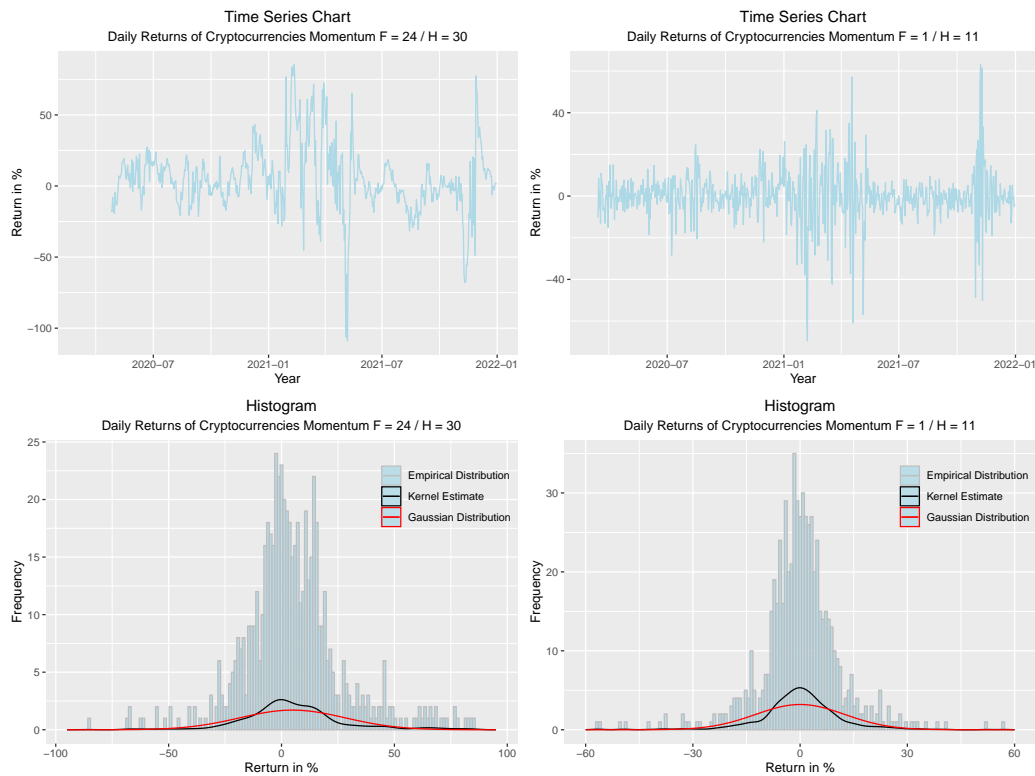 Time Series Chart
Daily Returns of Cryptocurrencies Momentum F = 24 / H = 30
Return in %
50
0
−50
−100
2020−07
2021−01
2021−07
2022−01
Year
Time Series Chart
Daily Returns of Cryptocurrencies Momentum F = 1 / H = 11
Return in %
40
0
−40
2020−07
2021−01
2021−07
2022−01
Year
Histogram
Daily Returns of Cryptocurrencies Momentum F = 24 / H = 30
Frequency
25
20
15
10
5
0
Empirical Distribution
Kernel Estimate
Gaussian Distribution
−100
−50
0
50
100
Rerturn in %
Histogram
Daily Returns of Cryptocurrencies Momentum F = 1 / H = 11
Frequency
30
20
10
0
Empirical Distribution
Kernel Estimate
Gaussian Distribution
−60
−30
0
30
60
Return in %